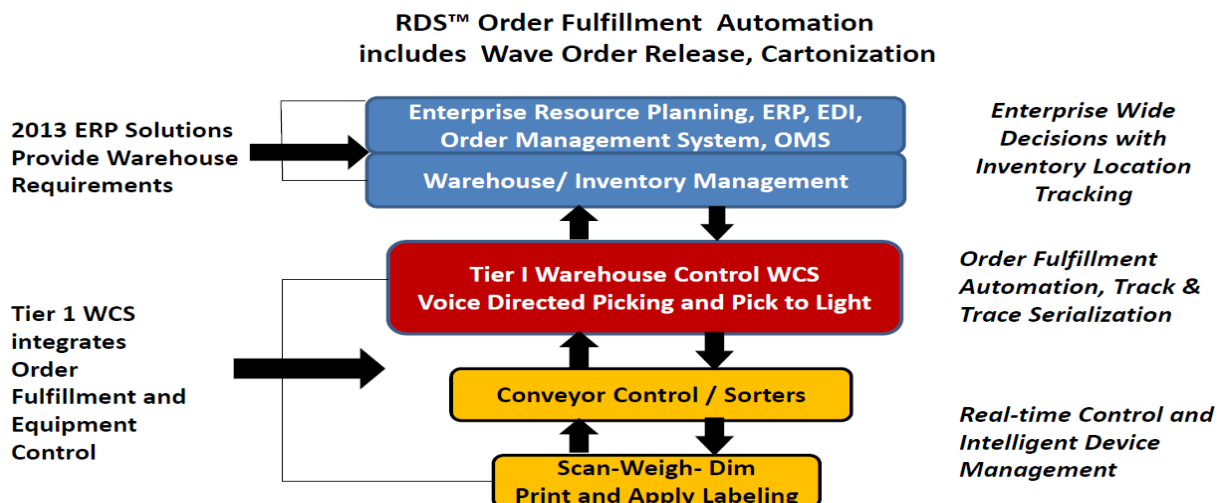 RDS™ Order Fulfillment Automation
includes Wave Order Release, Cartonization
2013 ERP Solutions
Provide Warehouse
Requirements
Enterprise Resource Planning, ERP, EDI,
Order Management System, OMS
Warehouse/ Inventory Management
Enterprise Wide
Decisions with
Inventory Location
Tracking
Tier 1 WCS
integrates
Order
Fulfillment and
Equipment
Control
Tier I Warehouse Control WCS
Voice Directed Picking and Pick to Light
Order Fulfillment
Automation, Track &
Trace Serialization
Conveyor Control / Sorters
Scan-Weigh- Dim
Print and Apply Labeling
Real-time Control and
Intelligent Device
Management